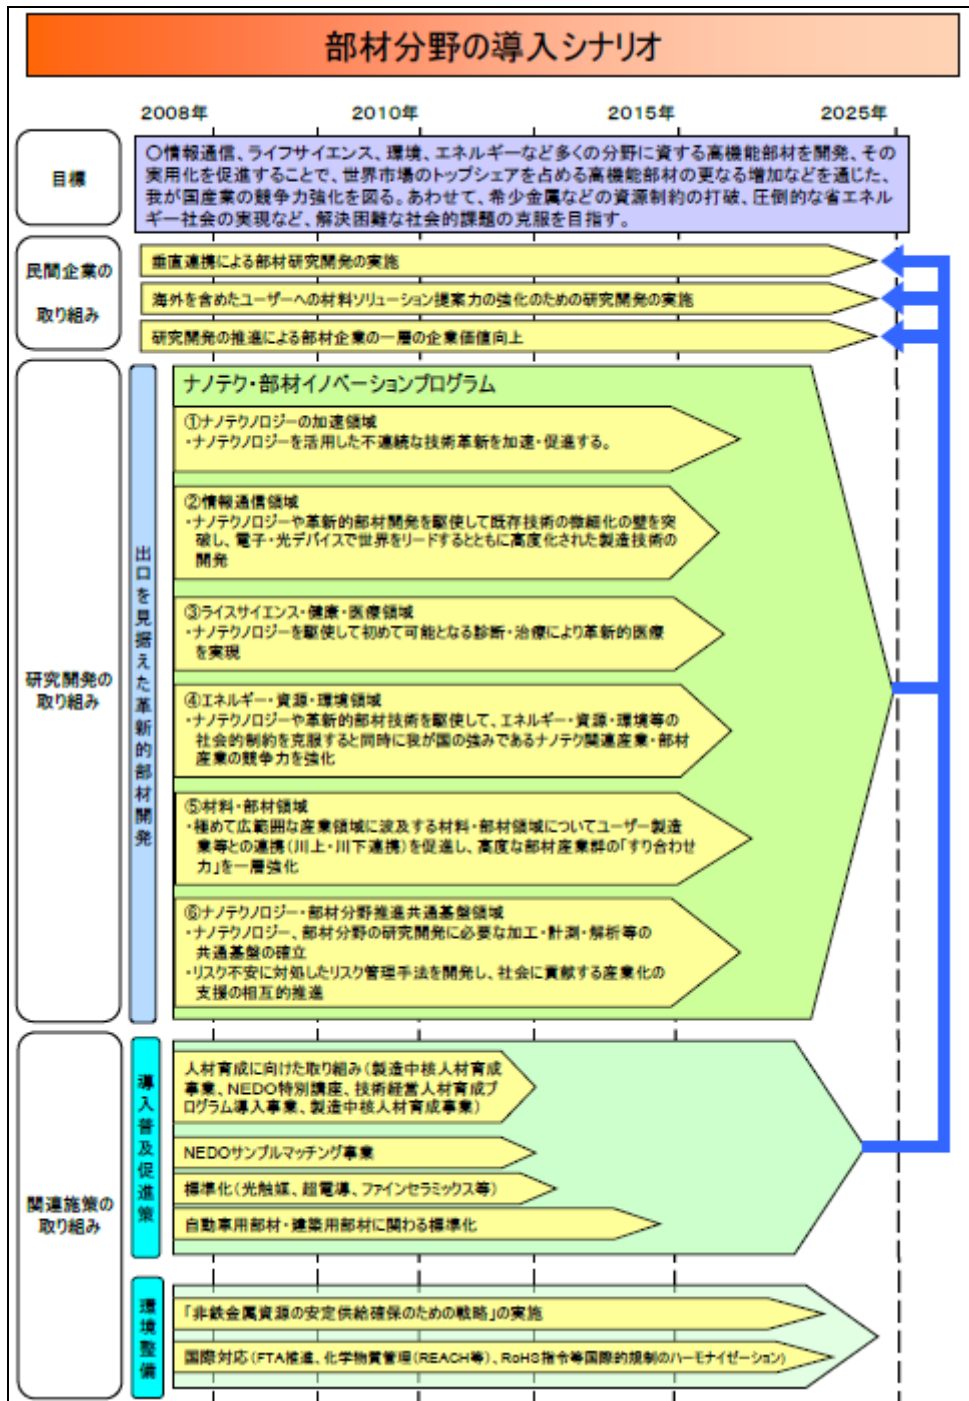 部材分野の導入シナリオ
2008年 2010年 2015年 2025年
目標
○情報通信、ライフサイエンス、環境、エネルギーなど多くの分野に資する高機能部材を開発、その
実用化を促進することで、世界市場のトップシェアを占める高機能部材の更なる増加などを通じた、
我が国産業の競争力強化を図る。あわせて、希少金属などの資源制約の打破、圧倒的な省エネル
ギー社会の実現など、解決困難な社会的課題の克服を目指す。
民間企業の
取り組み
垂直連携による部材研究開発の実施
海外を含めたユーザーへの材料ソリューション提案力の強化のための研究開発の実施
研究開発の推進による部材企業の一層の企業価値向上
研究開発の
取り組み
出口を見据えた革新的部材開発
ナノテク・部材イノベーションプログラム
①ナノテクノロジーの加速領域
・ナノテクノロジーを活用した不連続な技術革新を加速・促進する。
②情報通信領域
・ナノテクノロジーや革新的部材開発を駆使して既存技術の微細化の壁を突
破し、電子・光デバイスで世界をリードするとともに高度化された製造技術の
開発
③ライスサイエンス・健康・医療領域
・ナノテクノロジーを駆使して初めて可能となる診断・治療により革新的医療
を実現
④エネルギー・資源・環境領域
・ナノテクノロジーや革新的部材技術を駆使して、エネルギー・資源・環境等の
社会的制約を克服すると同時に我が国の強みであるナノテク関連産業・部材
産業の競争力を強化
⑤材料・部材領域
・極めて広範囲な産業領域に波及する材料・部材領域についてユーザー製造
業等との連携(川上・川下連携)を促進し、高度な部材産業群の「すり合わせ
力」を一層強化
⑥ナノテクノロジー・部材分野推進共通基盤領域
・ナノテクノロジー、部材分野の研究開発に必要な加工・計測・解析等の
共通基盤の確立
・リスク不安に対処したリスク管理手法を開発し、社会に貢献する産業化の
支援の相互的推進
関連施策の
取り組み
導入普及促進策
人材育成に向けた取り組み(製造中核人材育成
事業、NEDO特別講座、技術経営人材育成プ
ログラム導入事業、製造中核人材育成事業)
NEDOサンプルマッチング事業
標準化(光触媒、超電導、ファインセラミックス等)
自動車用部材・建築用部材に関わる標準化
環境整備
「非鉄金属資源の安定供給確保のための戦略」の実施
国際対応(FTA推進、化学物質管理(REACH等)、RoHS指令等国際的規制のハーモナイゼーション)